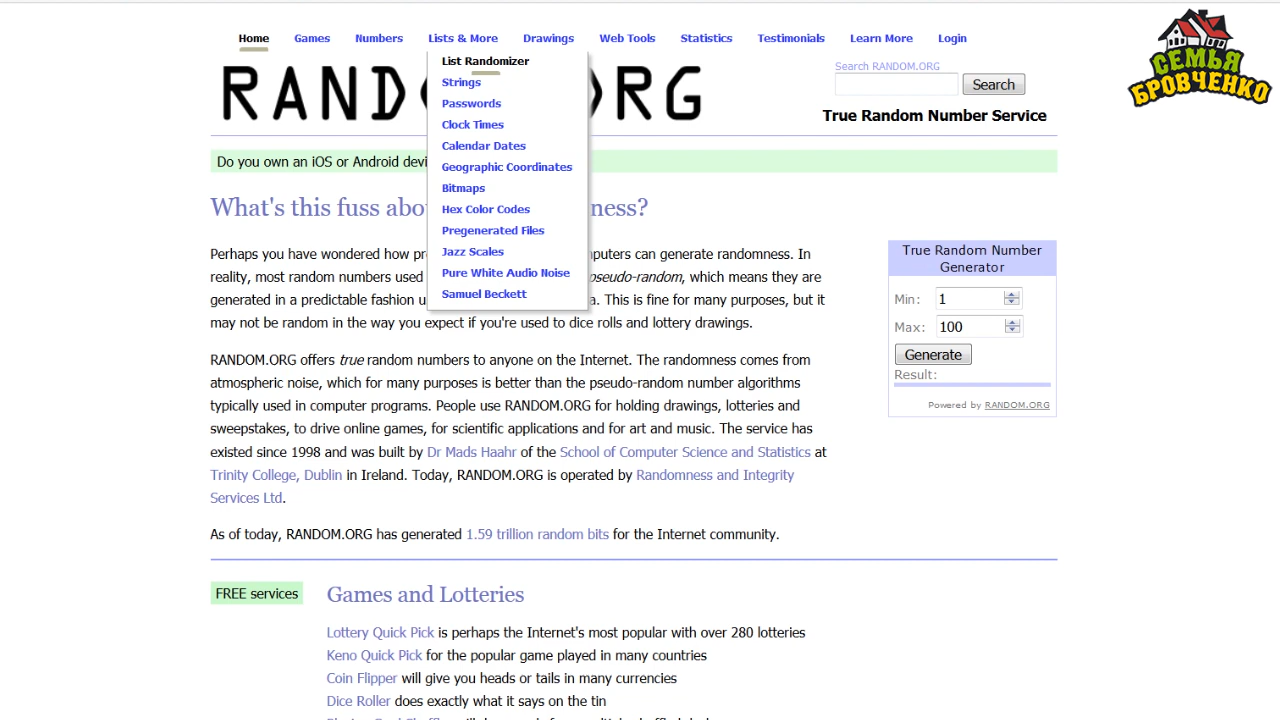 Home Games Numbers Lists & More Drawings Web Tools Statistics Testimonials Learn More Login
СЕМЬЯ
БРОВЧЕНКО
List Randomizer
Strings
Passwords
Clock Times
Calendar Dates
Geographic Coordinates
Bitmaps
Hex Color Codes
Pregenerated Files
Jazz Scales
Pure White Audio Noise
Samuel Beckett
RAND RG
Search RANDOM.ORG
Search
True Random Number Service
Do you own an iOS or Android devi
What's this fuss abo ness?
Perhaps you have wondered how pr puters can generate randomness. In
reality, most random numbers used pseudo-random, which means they are
generated in a predictable fashion u a. This is fine for many purposes, but it
may not be random in the way you expect if you're used to dice rolls and lottery drawings.
RANDOM.ORG offers true random numbers to anyone on the Internet. The randomness comes from
atmospheric noise, which for many purposes is better than the pseudo-random number algorithms
typically used in computer programs. People use RANDOM.ORG for holding drawings, lotteries and
sweepstakes, to drive online games, for scientific applications and for art and music. The service has
existed since 1998 and was built by Dr Mads Haahr of the School of Computer Science and Statistics at
Trinity College, Dublin in Ireland. Today, RANDOM.ORG is operated by Randomness and Integrity
Services Ltd.
As of today, RANDOM.ORG has generated 1.59 trillion random bits for the Internet community.
True Random Number
Generator
Min: 1
Max: 100
Generate
Result:
Powered by RANDOM.ORG
FREE services
Games and Lotteries
Lottery Quick Pick is perhaps the Internet's most popular with over 280 lotteries
Keno Quick Pick for the popular game played in many countries
Coin Flipper will give you heads or tails in many currencies
Dice Roller does exactly what it says on the tin